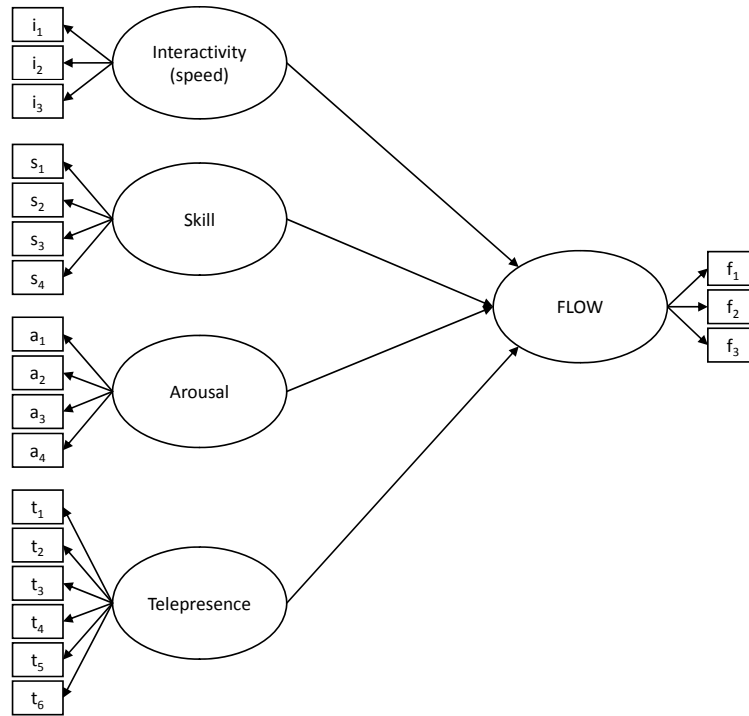 i₁
i₂
i₃
Interactivity
(speed)
s₁
s₂
s₃
s₄
Skill
a₁
a₂
a₃
a₄
Arousal
t₁
t₂
t₃
t₄
t₅
t₆
Telepresence
FLOW
f₁
f₂
f₃